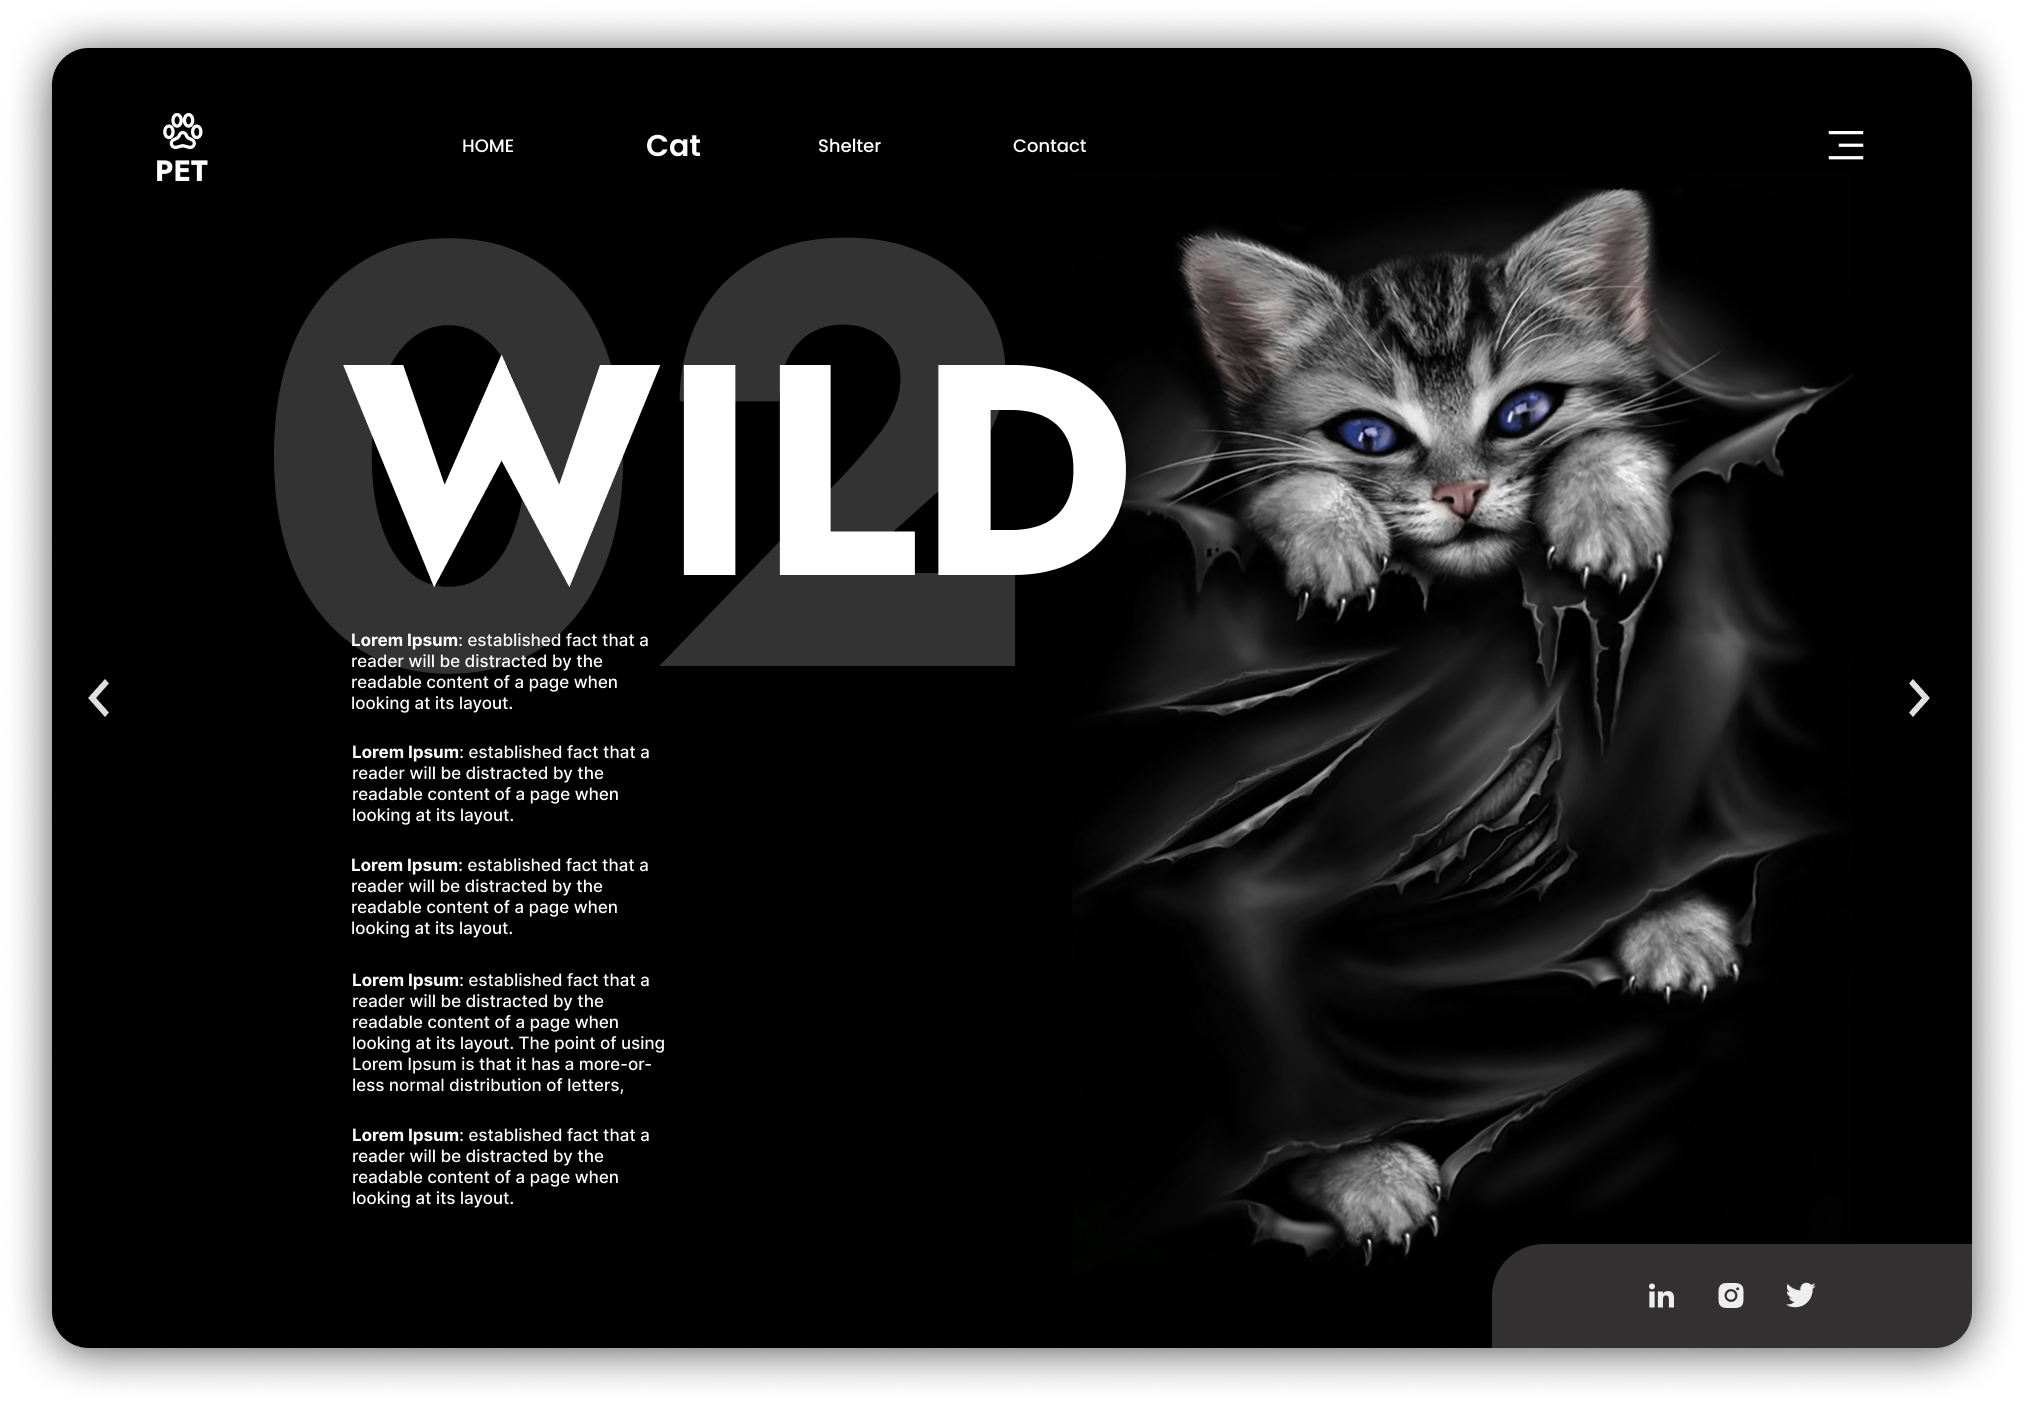 PET
HOME
Cat
Shelter
Contact
02
WILD
Lorem Ipsum: established fact that a
reader will be distracted by the
readable content of a page when
looking at its layout.
Lorem Ipsum: established fact that a
reader will be distracted by the
readable content of a page when
looking at its layout.
Lorem Ipsum: established fact that a
reader will be distracted by the
readable content of a page when
looking at its layout.
Lorem Ipsum: established fact that a
reader will be distracted by the
readable content of a page when
looking at its layout. The point of using
Lorem Ipsum is that it has a more-or-
less normal distribution of letters,
Lorem Ipsum: established fact that a
reader will be distracted by the
readable content of a page when
looking at its layout.
in